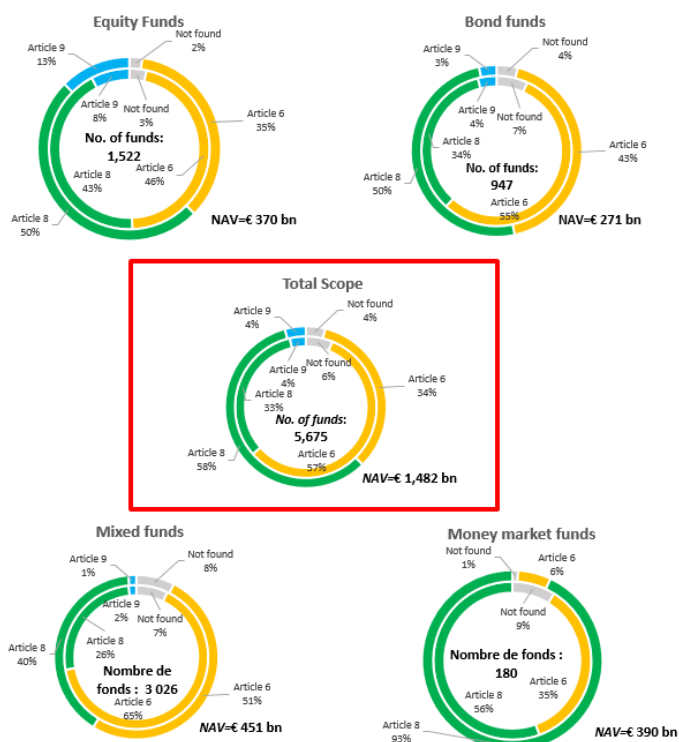 Equity Funds
Article 9
13%
Not found
2%
Article 9
8%
Not found
3%
Article 6
35%
No. of funds:
1,522
Article 8
43%
Article 6
46%
Article 8
50%
NAV=€ 370 bn
Bond funds
Article 9
3%
Not found
4%
Article 9
4%
Not found
7%
Article 8
34%
Article 6
43%
No. of funds:
947
Article 8
50%
Article 6
55%
NAV=€ 271 bn
Total Scope
Article 9
4%
Not found
4%
Article 9
4%
Not found
6%
Article 8
33%
Article 6
34%
No. of funds:
5,675
Article 8
58%
Article 6
57%
NAV=€ 1,482 bn
Mixed funds
Article 9
1%
Not found
8%
Article 9
2%
Not found
7%
Article 8
40%
Article 8
26%
Nombre de
fonds : 3 026
Article 6
65%
Article 6
51%
NAV=€ 451 bn
Money market funds
Not found
1%
Article 6
6%
Not found
9%
Nombre de fonds :
180
Article 8
56%
Article 6
35%
Article 8
93%
NAV=€ 390 bn